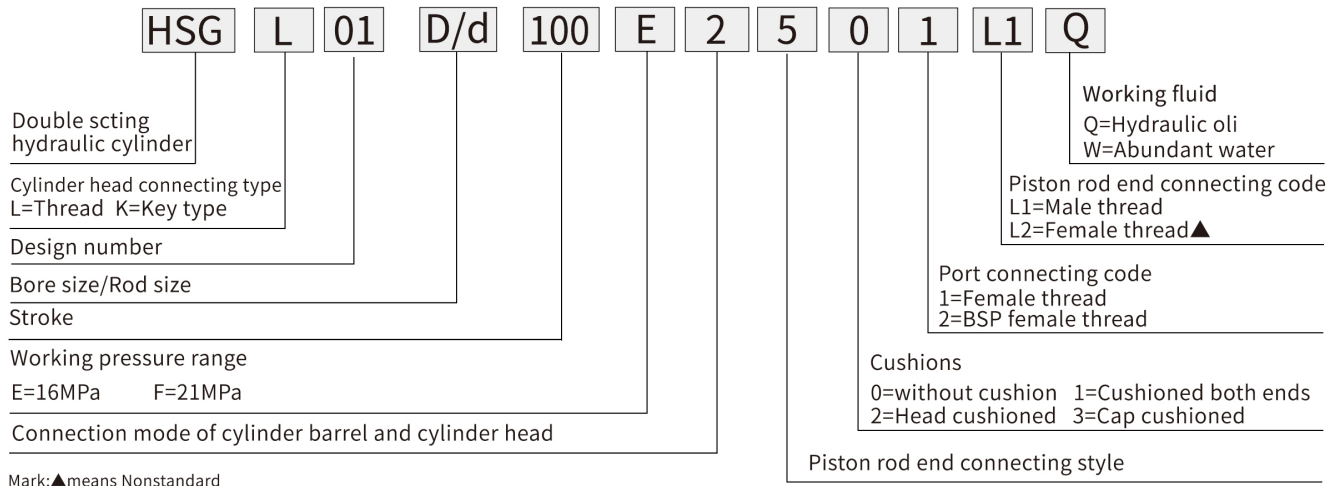 HSG L 01 D/d 100 E 2 5 0 1 L1 Q
Double scting
hydraulic cylinder
Cylinder head connecting type
L=Thread K=Key type
Design number
Bore size/Rod size
Stroke
Working pressure range
E=16MPa F=21MPa
Connection mode of cylinder barrel and cylinder head
Mark:▲means Nonstandard
Working fluid
Q=Hydraulic oli
W=Abundant water
Piston rod end connecting code
L1=Male thread
L2=Female thread▲
Port connecting code
1=Female thread
2=BSP female thread
Cushions
0=without cushion 1=Cushioned both ends
2=Head cushioned 3=Cap cushioned
Piston rod end connecting style